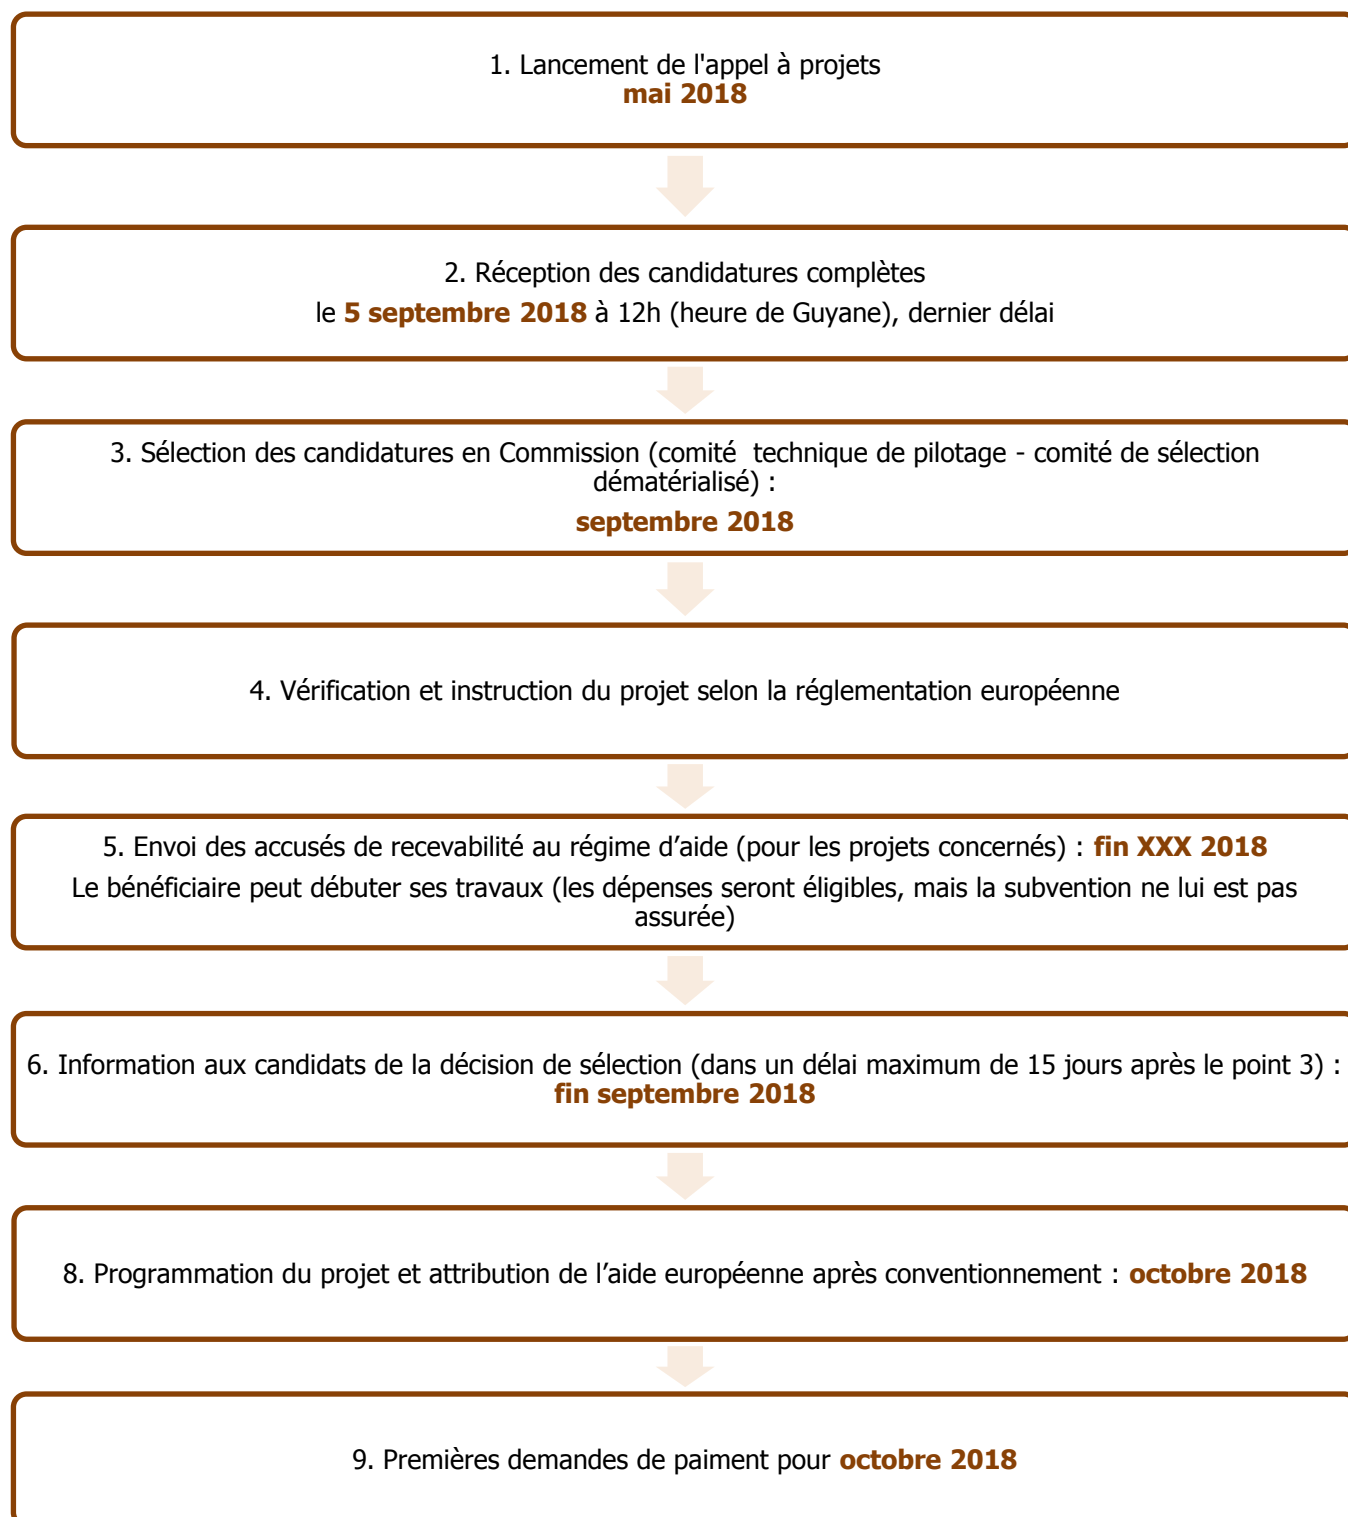 1. Lancement de l'appel à projets
mai 2018
2. Réception des candidatures complètes
le 5 septembre 2018 à 12h (heure de Guyane), dernier délai
3. Sélection des candidatures en Commission (comité  technique de pilotage - comité de sélection
dématérialisé) :
septembre 2018
4. Vérification et instruction du projet selon la réglementation européenne
5. Envoi des accusés de recevabilité au régime d’aide (pour les projets concernés) : fin XXX 2018
Le bénéficiaire peut débuter ses travaux (les dépenses seront éligibles, mais la subvention ne lui est pas
assurée)
6. Information aux candidats de la décision de sélection (dans un délai maximum de 15 jours après le point 3) :
fin septembre 2018
8. Programmation du projet et attribution de l’aide européenne après conventionnement : octobre 2018
9. Premières demandes de paiment pour octobre 2018